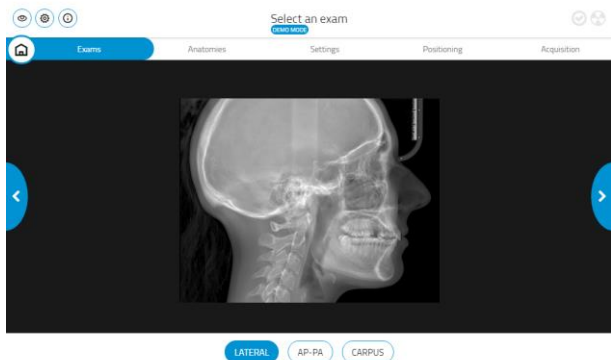 Select an exam
DEMO MODE
Exams
Anatomies
Settings
Positioning
Acquisition
LATERAL
AP-PA
CARPUS